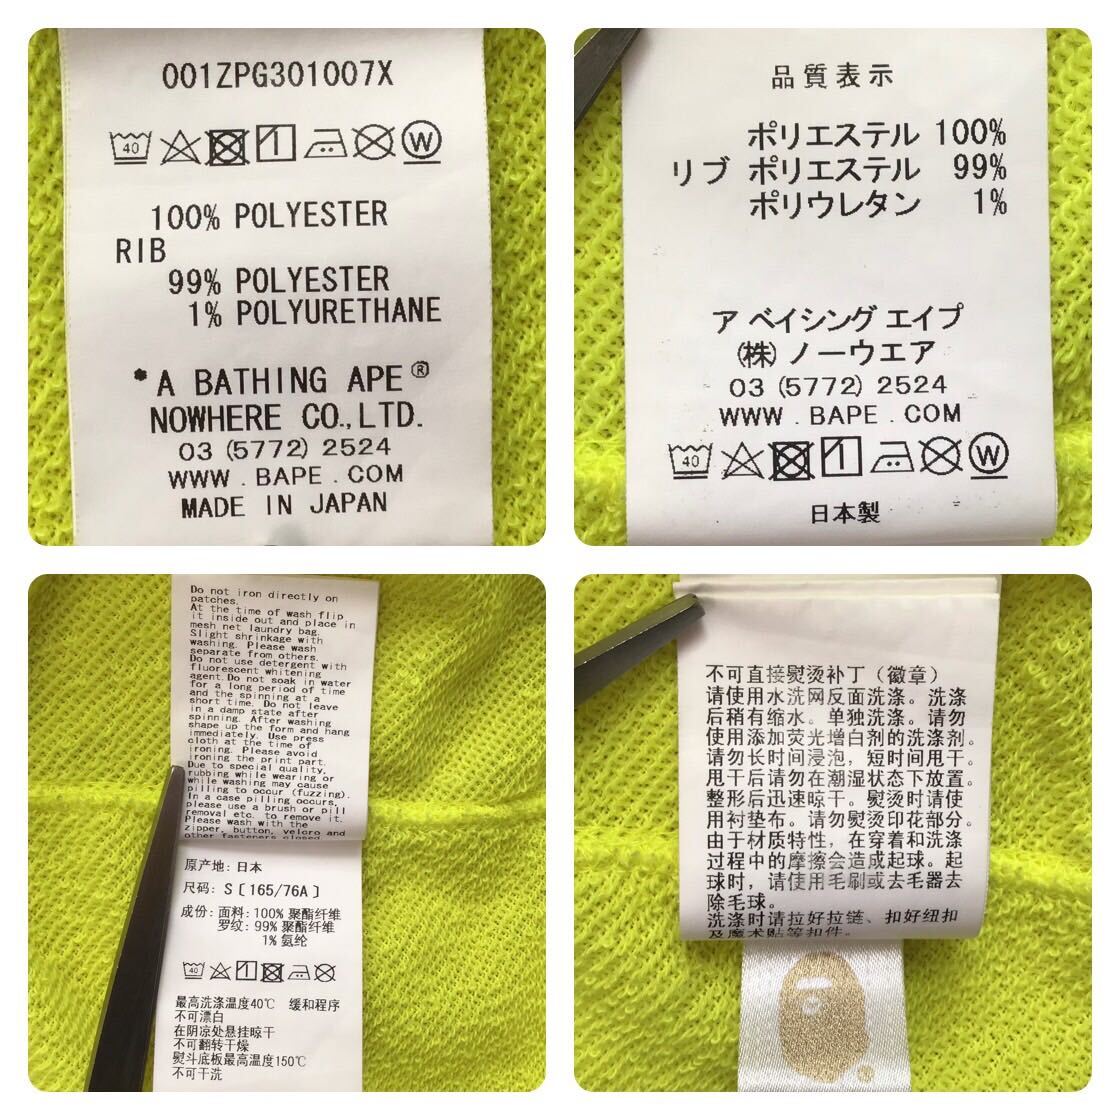 001ZPG301007X
40 W
100% POLYESTER
RIB
99% POLYESTER
1% POLYURETHANE
*A BATHING APE®
NOWHERE CO.,LTD.
03 (5772) 2524
WWW.BAPE.COM
MADE IN JAPAN
品質表示
ポリエステル 100%
リブ ポリエステル 99%
ポリウレタン 1%
ア ベイシング エイプ
(株) ノーウエア
03 (5772) 2524
WWW.BAPE.COM
40 W
日本製
Do not iron directly on
patches.
At the time of wash flip
it inside out and place in
mesh net laundry bag.
Slight shrinkage with
washing. Please wash
separate from others.
Do not use detergent with
fluorescent whitening
agent.Do not soak in water
for a long period of time
and the spinning at a
short time. Do not leave
in a damp state after
spinning. After washing
shape up the form and hang
immediately. Use press
cloth at the time of
ironing. Please avoid
ironing the print part.
Due to special quality,
rubbing while wearing or
while washing may cause
pilling to occur (fuzzing).
In a case pilling occurs,
please use a brush or pill
removal etc. to remove it.
Please wash with the
zipper, button, velcro and
other fasteners closed
原产地: 日本
尺码: S [165/76A]
成份: 面料: 100% 聚酯纤维
罗纹: 99% 聚酯纤维
1% 氨纶
40
最高洗涤温度40℃ 缓和程序
不可漂白
在阴凉处悬挂晾干
不可翻转干燥
熨斗底板最高温度150℃
不可干洗
不可直接熨烫补丁（徽章）
请使用水洗网反面洗涤。洗涤
后稍有缩水。单独洗涤。请勿
使用添加荧光增白剂的洗涤剂。
请勿长时间浸泡，短时间甩干。
甩干后请勿在潮湿状态下放置。
整形后迅速晾干。熨烫时请使
用衬垫布。请勿熨烫印花部分。
由于材质特性，在穿着和洗涤
过程中的摩擦会造成起球。起
球时，请使用毛刷或去毛器去
除毛球。
洗涤时请拉好拉链、扣好纽扣
及魔术贴等扣件。